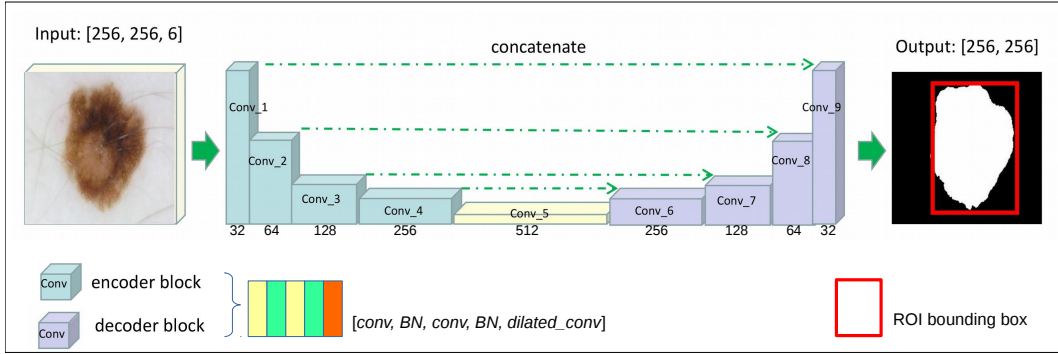 Input: [256, 256, 6]
concatenate
Output: [256, 256]
Conv_1
Conv_2
Conv_3
Conv_4
Conv_5
Conv_6
Conv_7
Conv_8
Conv_9
32 64 128 256 512 256 128 64 32
Conv encoder block
Conv decoder block
[conv, BN, conv, BN, dilated_conv]
ROI bounding box